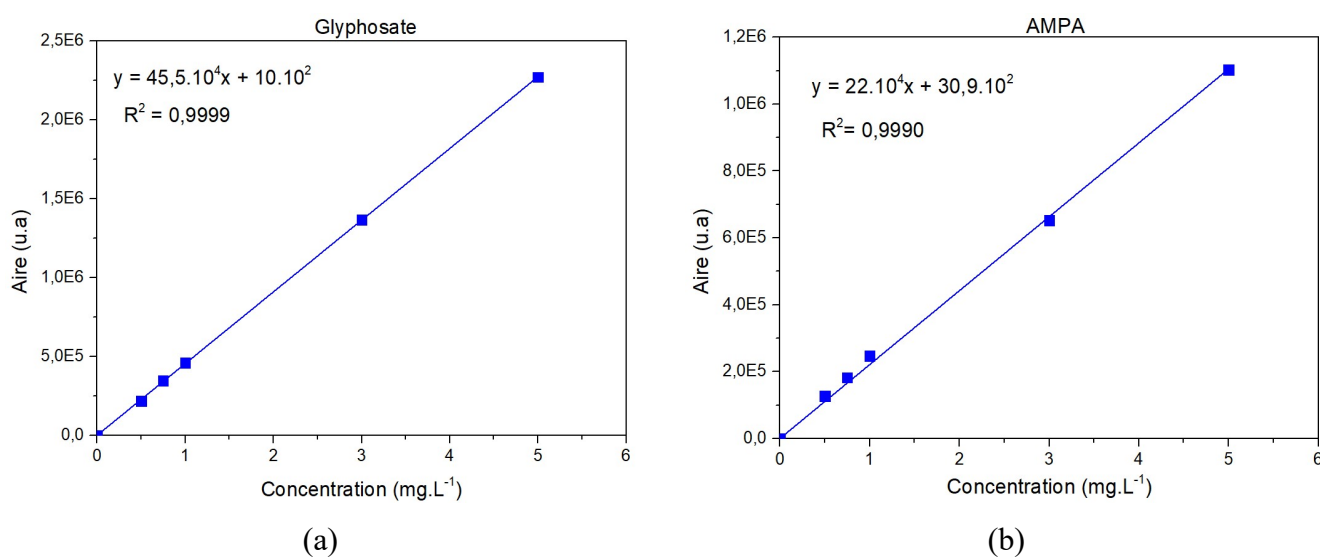 Glyphosate
y = 45,5.10⁴x + 10.10²
R² = 0,9999
2,5E6
2,0E6
1,5E6
1,0E6
5,0E5
0,0
Aire (u.a)
0 1 2 3 4 5 6
Concentration (mg.L⁻¹)
(a)
AMPA
y = 22.10⁴x + 30,9.10²
R²= 0,9990
1,2E6
1,0E6
8,0E5
6,0E5
4,0E5
2,0E5
0,0
Aire (u.a)
0 1 2 3 4 5 6
Concentration (mg.L⁻¹)
(b)